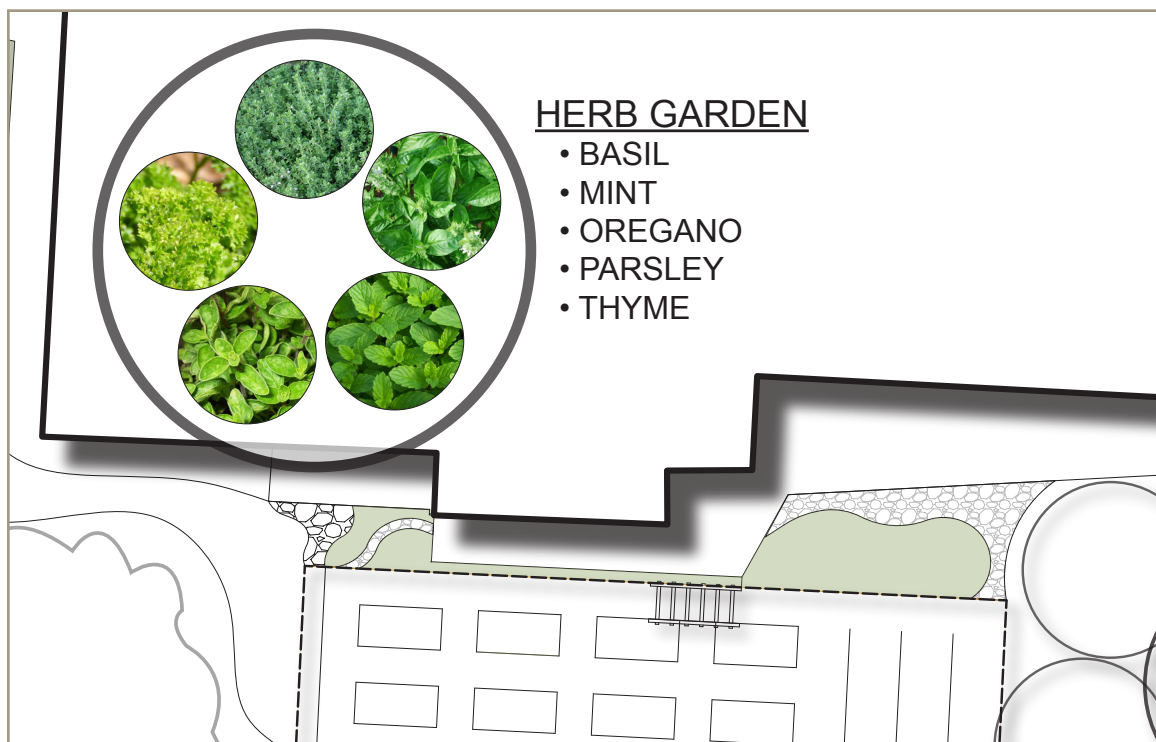 HERB GARDEN
• BASIL
• MINT
• OREGANO
• PARSLEY
• THYME